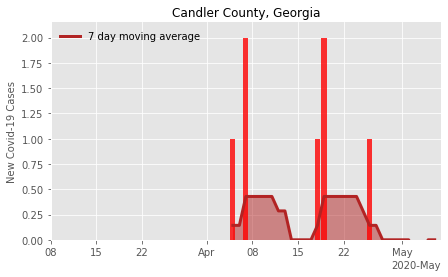 Candler County, Georgia
7 day moving average
New Covid-19 Cases
2.00
1.75
1.50
1.25
1.00
0.75
0.50
0.25
0.00
08 15 22 Apr 08 15 22 May
2020-May